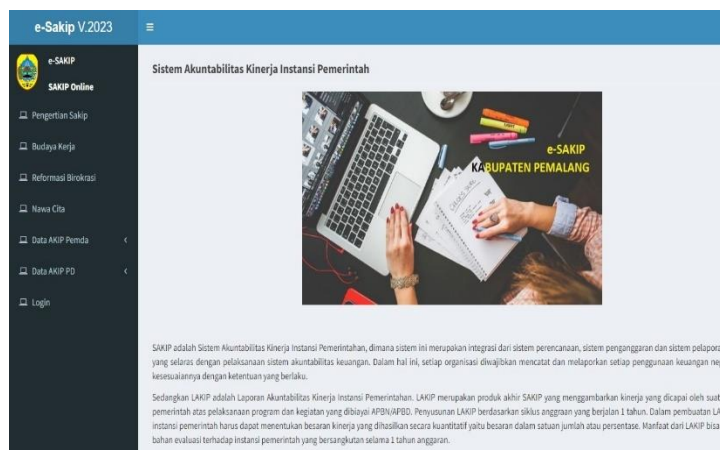 e-Sakip V.2023
e-SAKIP
SAKIP Online
Pengertian Sakip
Budaya Kerja
Reformasi Birokrasi
Nawa Cita
Data AKIP Pemda
Data AKIP PD
Login
Sistem Akuntabilitas Kinerja Instansi Pemerintah
e-SAKIP
KABUPATEN PEMALANG
SAKIP adalah Sistem Akuntabilitas Kinerja Instansi Pemerintahan, dimana sistem ini merupakan integrasi dari sistem perencanaan, sistem penganggaran dan sistem pelapora
yang selaras dengan pelaksanaan sistem akuntabilitas keuangan. Dalam hal ini, setiap organisasi diwajibkan mencatat dan melaporkan setiap penggunaan keuangan neg
kesesuaiannya dengan ketentuan yang berlaku.
Sedangkan LAKIP adalah Laporan Akuntabilitas Kinerja Instansi Pemerintahan. LAKIP merupakan produk akhir SAKIP yang menggambarkan kinerja yang dicapai oleh suat
pemerintah atas pelaksanaan program dan kegiatan yang dibiayai APBN/APBD. Penyusunan LAKIP berdasarkan siklus anggraan yang berjalan 1 tahun. Dalam pembuatan LA
instansi pemerintah harus dapat menentukan besaran kinerja yang dihasilkan secara kuantitatif yaitu besaran dalam satuan jumlah atau persentase. Manfaat dari LAKIP bisa
bahan evaluasi terhadap instansi pemerintah yang bersangkutan selama 1 tahun anggaran.